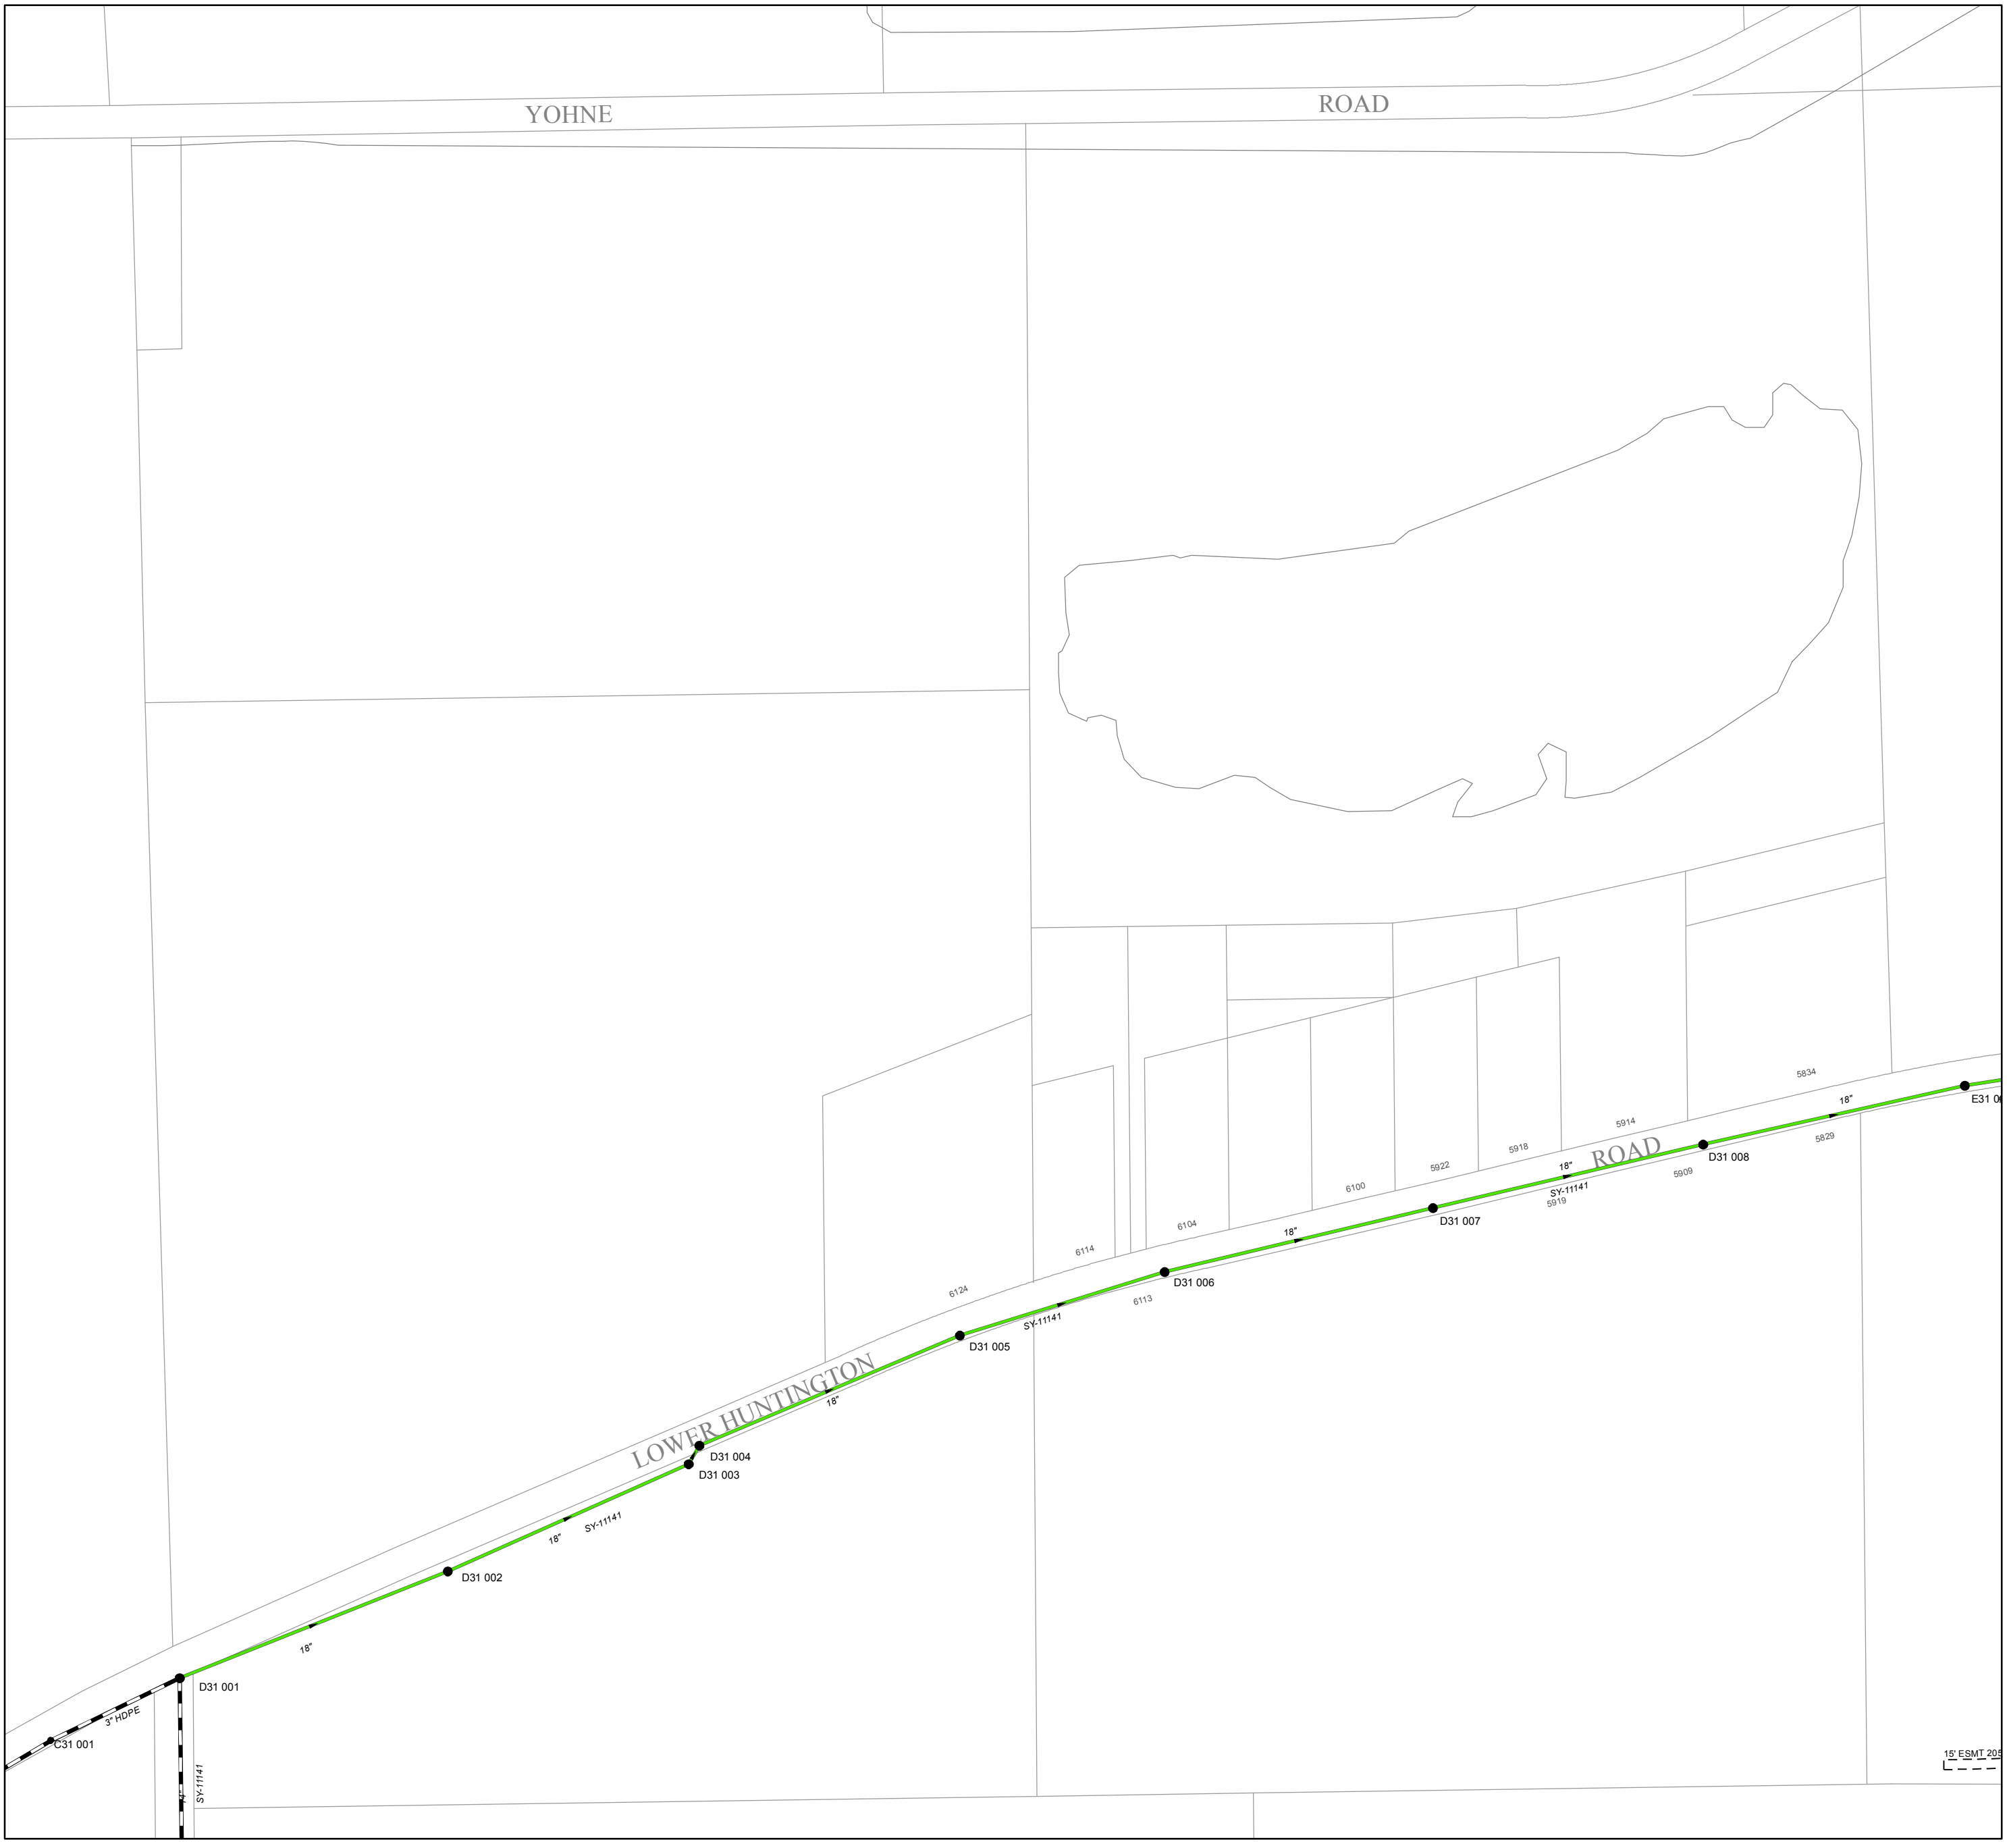 YOHNE ROAD
5834
18"
E31 0
5914
ROAD
5829
D31 008
5918
18"
5909
5922
SY-11141
5919
6100
D31 007
6104
18"
6114
D31 006
6124
6113
SY-11141
D31 005
LOWER HUNTINGTON
18"
D31 004
D31 003
SY-11141
18"
D31 002
18"
D31 001
3" HDPE
C31 001
15' ESMT 205
SY-11141